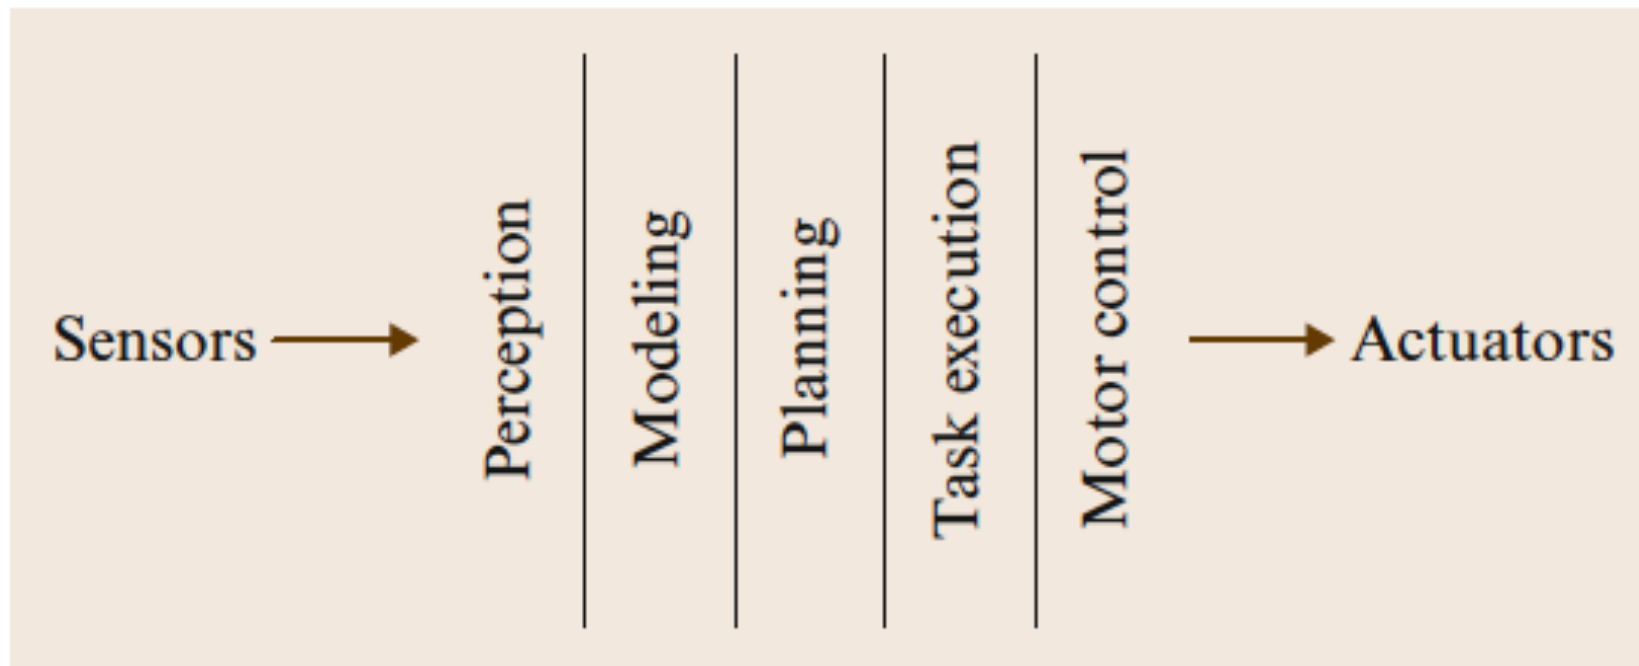 Sensors
Perception
Modeling
Planning
Task execution
Motor control
Actuators